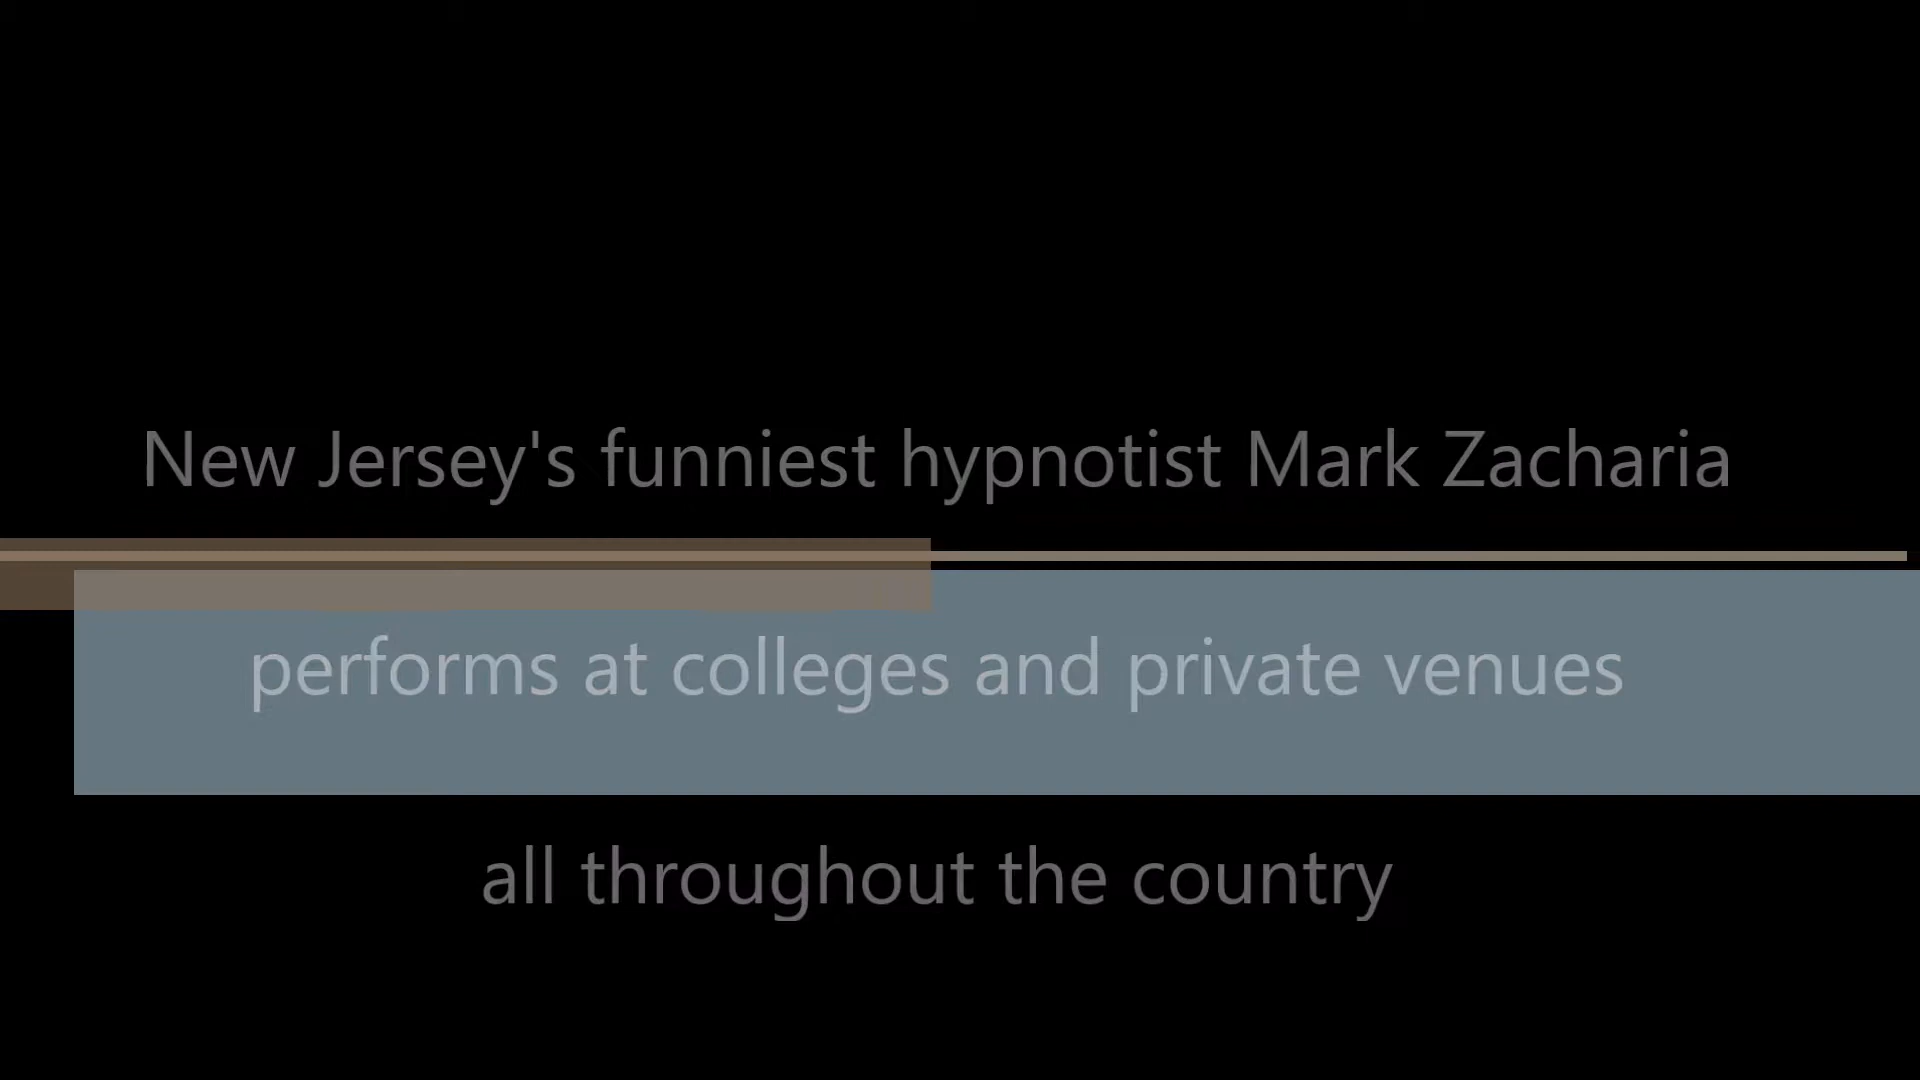 New Jersey's funniest hypnotist Mark Zacharia
performs at colleges and private venues
all throughout the country